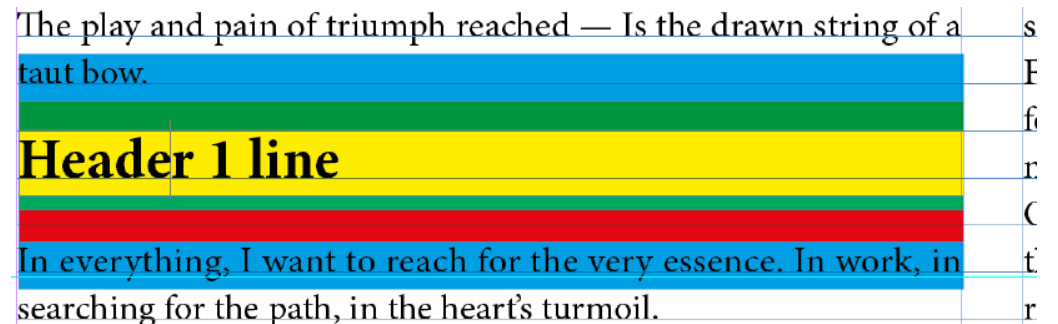 The play and pain of triumph reached — Is the drawn string of a
taut bow.
Header 1 line
In everything, I want to reach for the very essence. In work, in
searching for the path, in the heart's turmoil.